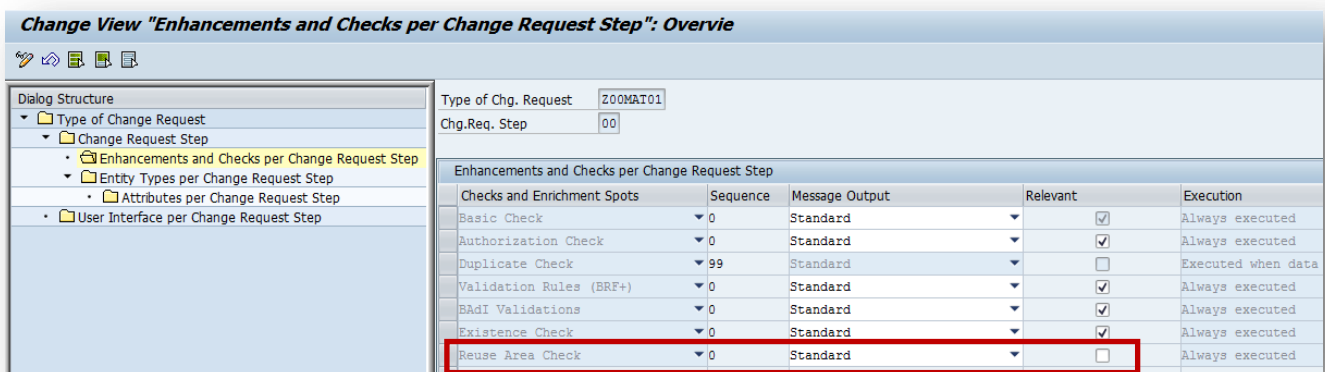 Change View "Enhancements and Checks per Change Request Step": Overvie
Dialog Structure
Type of Change Request
Change Request Step
Enhancements and Checks per Change Request Step
Entity Types per Change Request Step
Attributes per Change Request Step
User Interface per Change Request Step
Type of Chg. Request Z00MAT01
Chg.Req. Step 00
Enhancements and Checks per Change Request Step
Checks and Enrichment Spots Sequence Message Output Relevant Execution
Basic Check 0 Standard Always executed
Authorization Check 0 Standard Always executed
Duplicate Check 99 Standard Executed when data
Validation Rules (BRF+) 0 Standard Always executed
BAdI Validations 0 Standard Always executed
Existence Check 0 Standard Always executed
Reuse Area Check 0 Standard Always executed